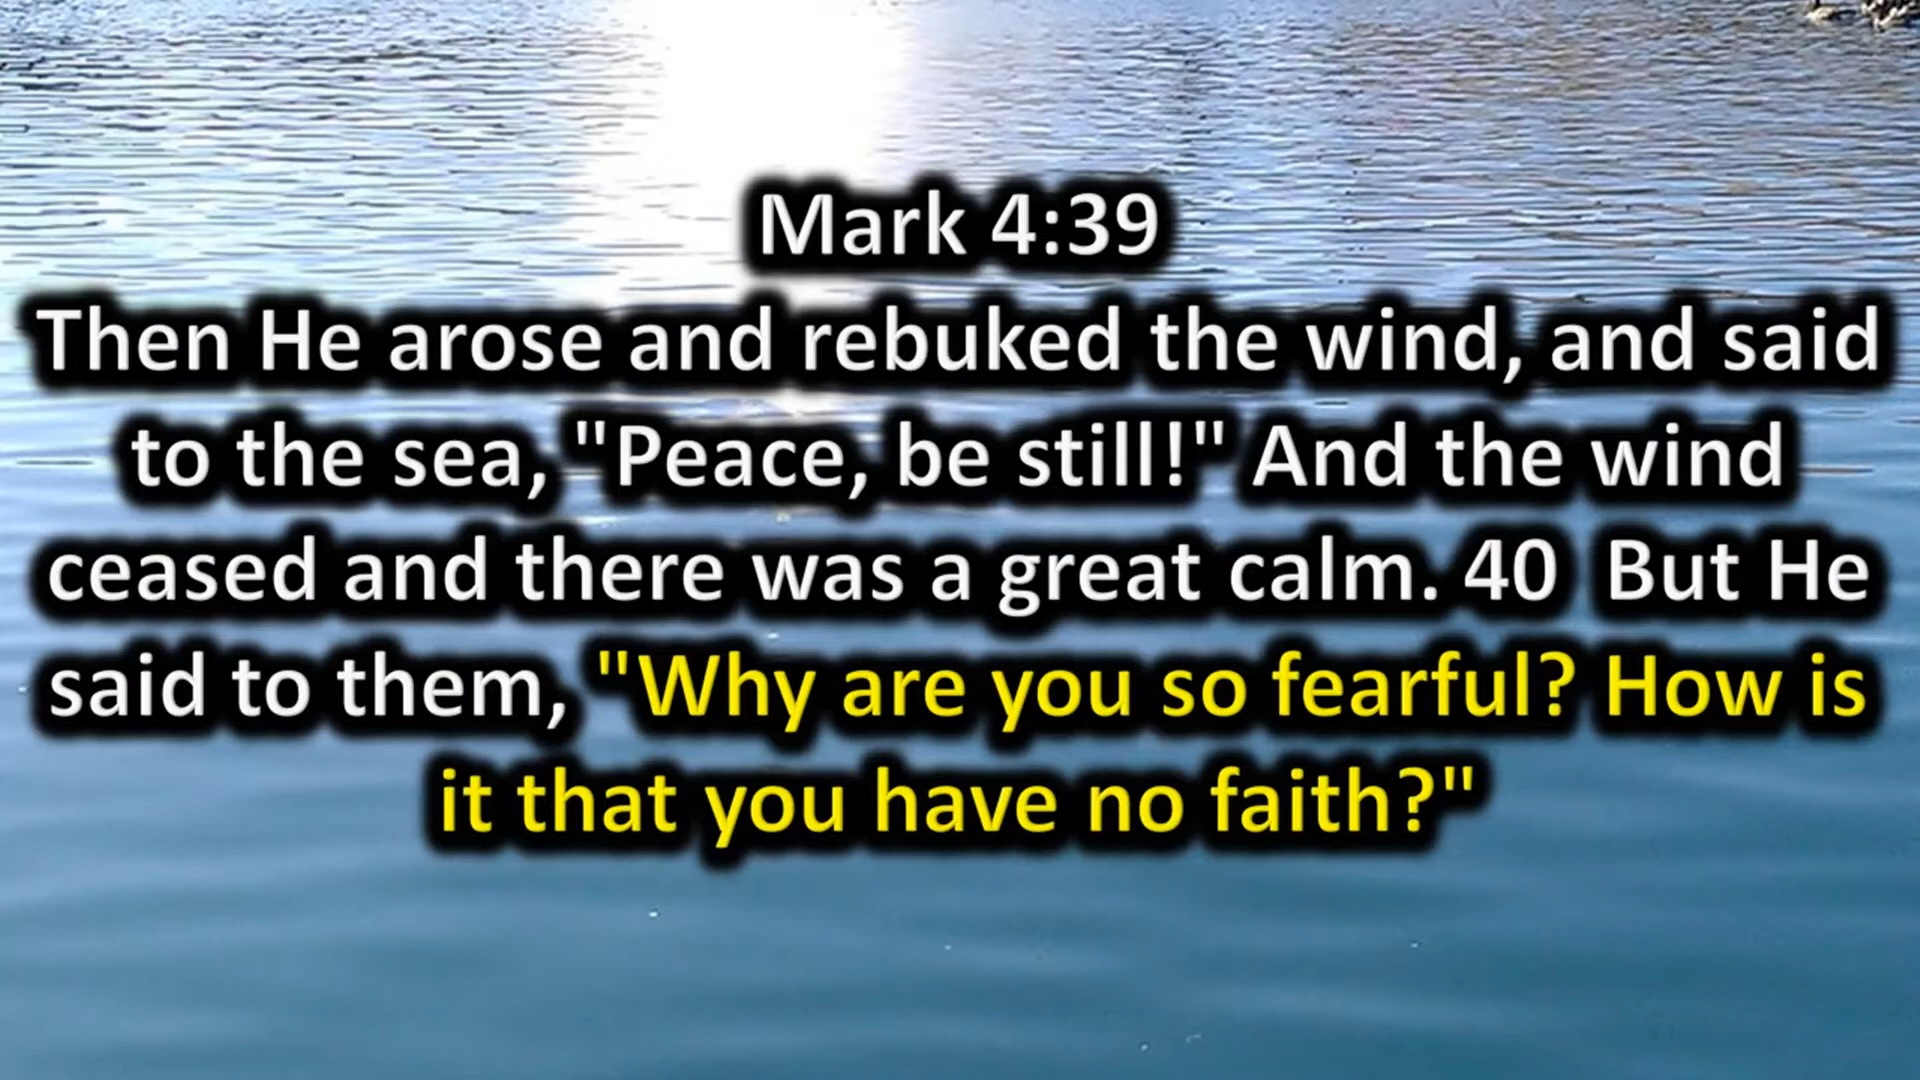 Mark 4:39
Then He arose and rebuked the wind, and said
to the sea, "Peace, be still!" And the wind
ceased and there was a great calm. 40  But He
said to them, "Why are you so fearful? How is
it that you have no faith?"